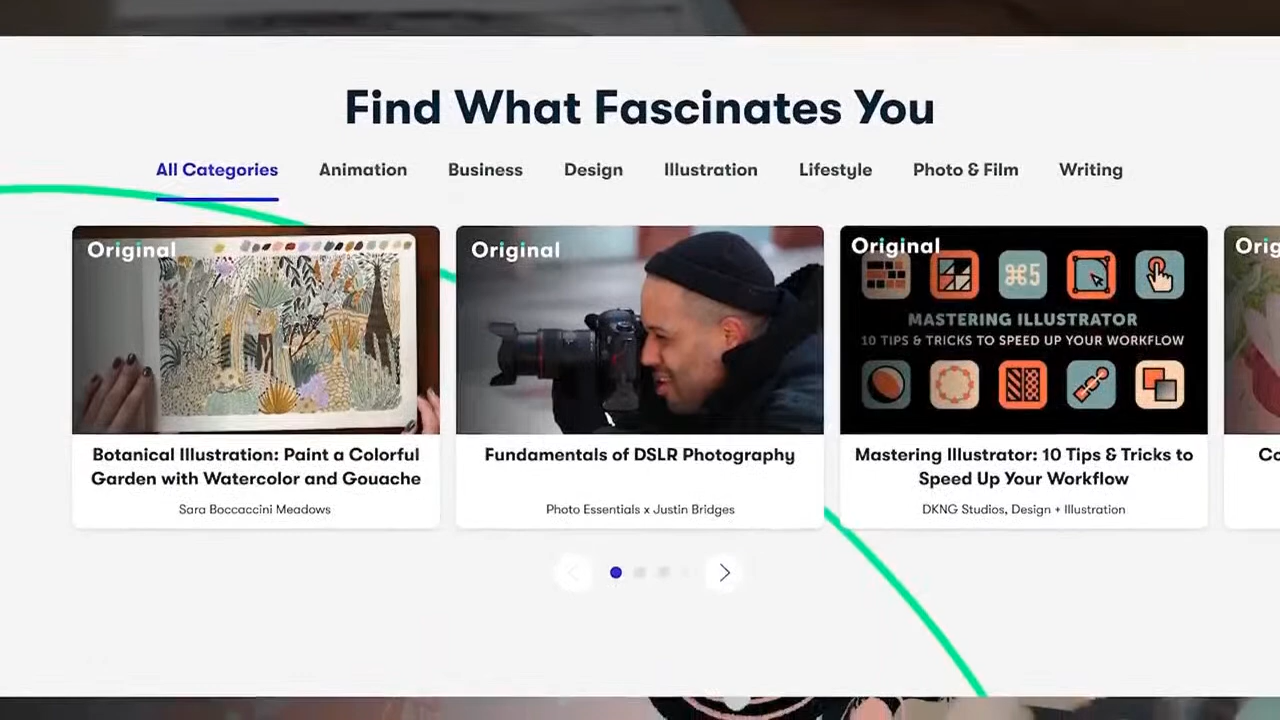 Find What Fascinates You
All Categories Animation Business Design Illustration Lifestyle Photo & Film Writing
Original
Original
Original
⌘5
MASTERING ILLUSTRATOR
10 TIPS & TRICKS TO SPEED UP YOUR WORKFLOW
Botanical Illustration: Paint a Colorful
Garden with Watercolor and Gouache
Sara Boccaccini Meadows
Fundamentals of DSLR Photography
Photo Essentials x Justin Bridges
Mastering Illustrator: 10 Tips & Tricks to
Speed Up Your Workflow
DKNG Studios, Design + Illustration